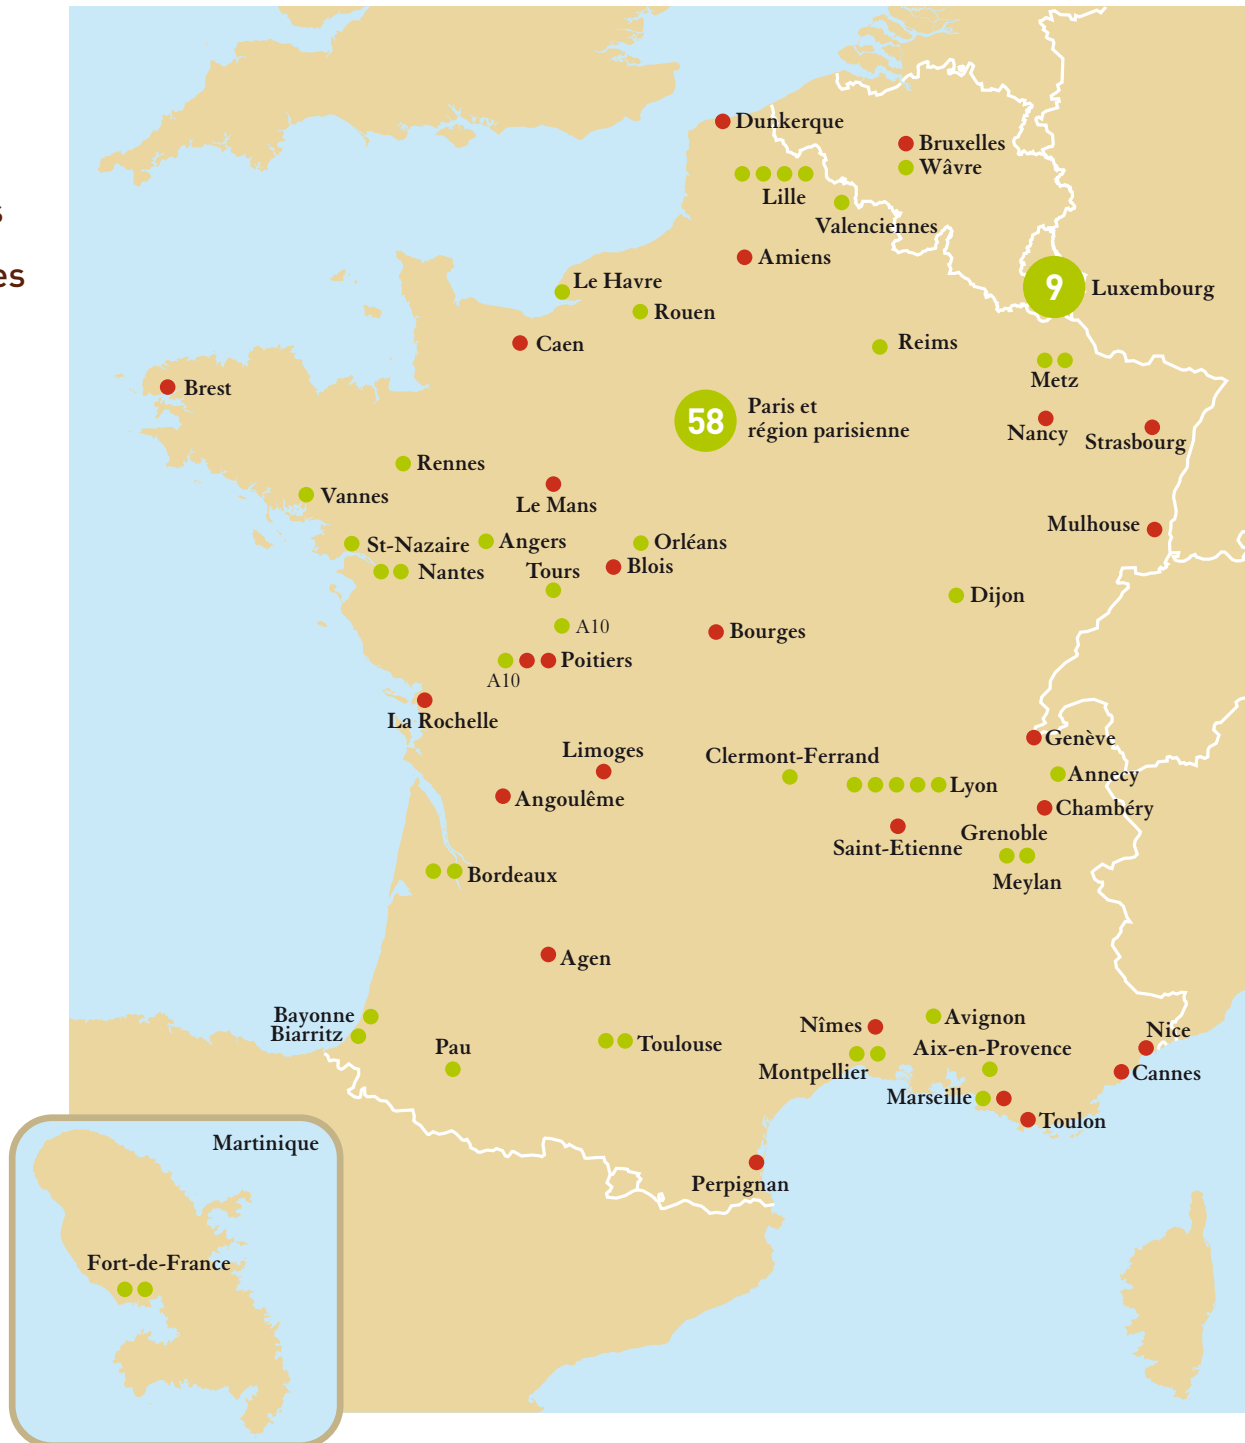 s
es
Dunkerque
Bruxelles
Wâvre
Lille
Valenciennes
Amiens
Le Havre
9
Luxembourg
Rouen
Caen
Reims
Metz
Brest
58
Paris et
région parisienne
Nancy
Strasbourg
Rennes
Vannes
Le Mans
Mulhouse
St-Nazaire
Angers
Orléans
Nantes
Tours
Blois
Dijon
A10
Bourges
Poitiers
A10
La Rochelle
Genève
Limoges
Clermont-Ferrand
Annecy
Lyon
Angoulême
Chambéry
Saint-Etienne
Grenoble
Meylan
Bordeaux
Agen
Bayonne
Biarritz
Pau
Toulouse
Nîmes
Avignon
Nice
Aix-en-Provence
Montpellier
Cannes
Marseille
Toulon
Perpignan
Martinique
Fort-de-France